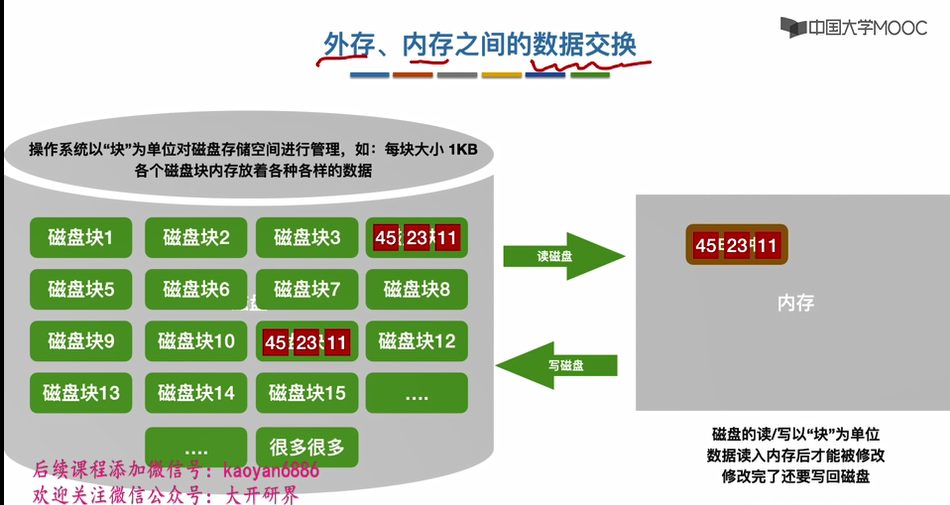 中国大学MOOC
外存、内存之间的数据交换
操作系统以“块”为单位对磁盘存储空间进行管理，如：每块大小 1KB
各个磁盘块内存放着各种各样的数据
磁盘块1 磁盘块2 磁盘块3 45 23 11
磁盘块5 磁盘块6 磁盘块7 磁盘块8
磁盘块9 磁盘块10 45 23 11 磁盘块12
磁盘块13 磁盘块14 磁盘块15 ....
.... 很多很多
读磁盘
写磁盘
45 23 11
内存
磁盘的读/写以“块”为单位
数据读入内存后才能被修改
修改完了还要写回磁盘
后续课程添加微信号：kaoyan6886
欢迎关注微信公众号：大开研界